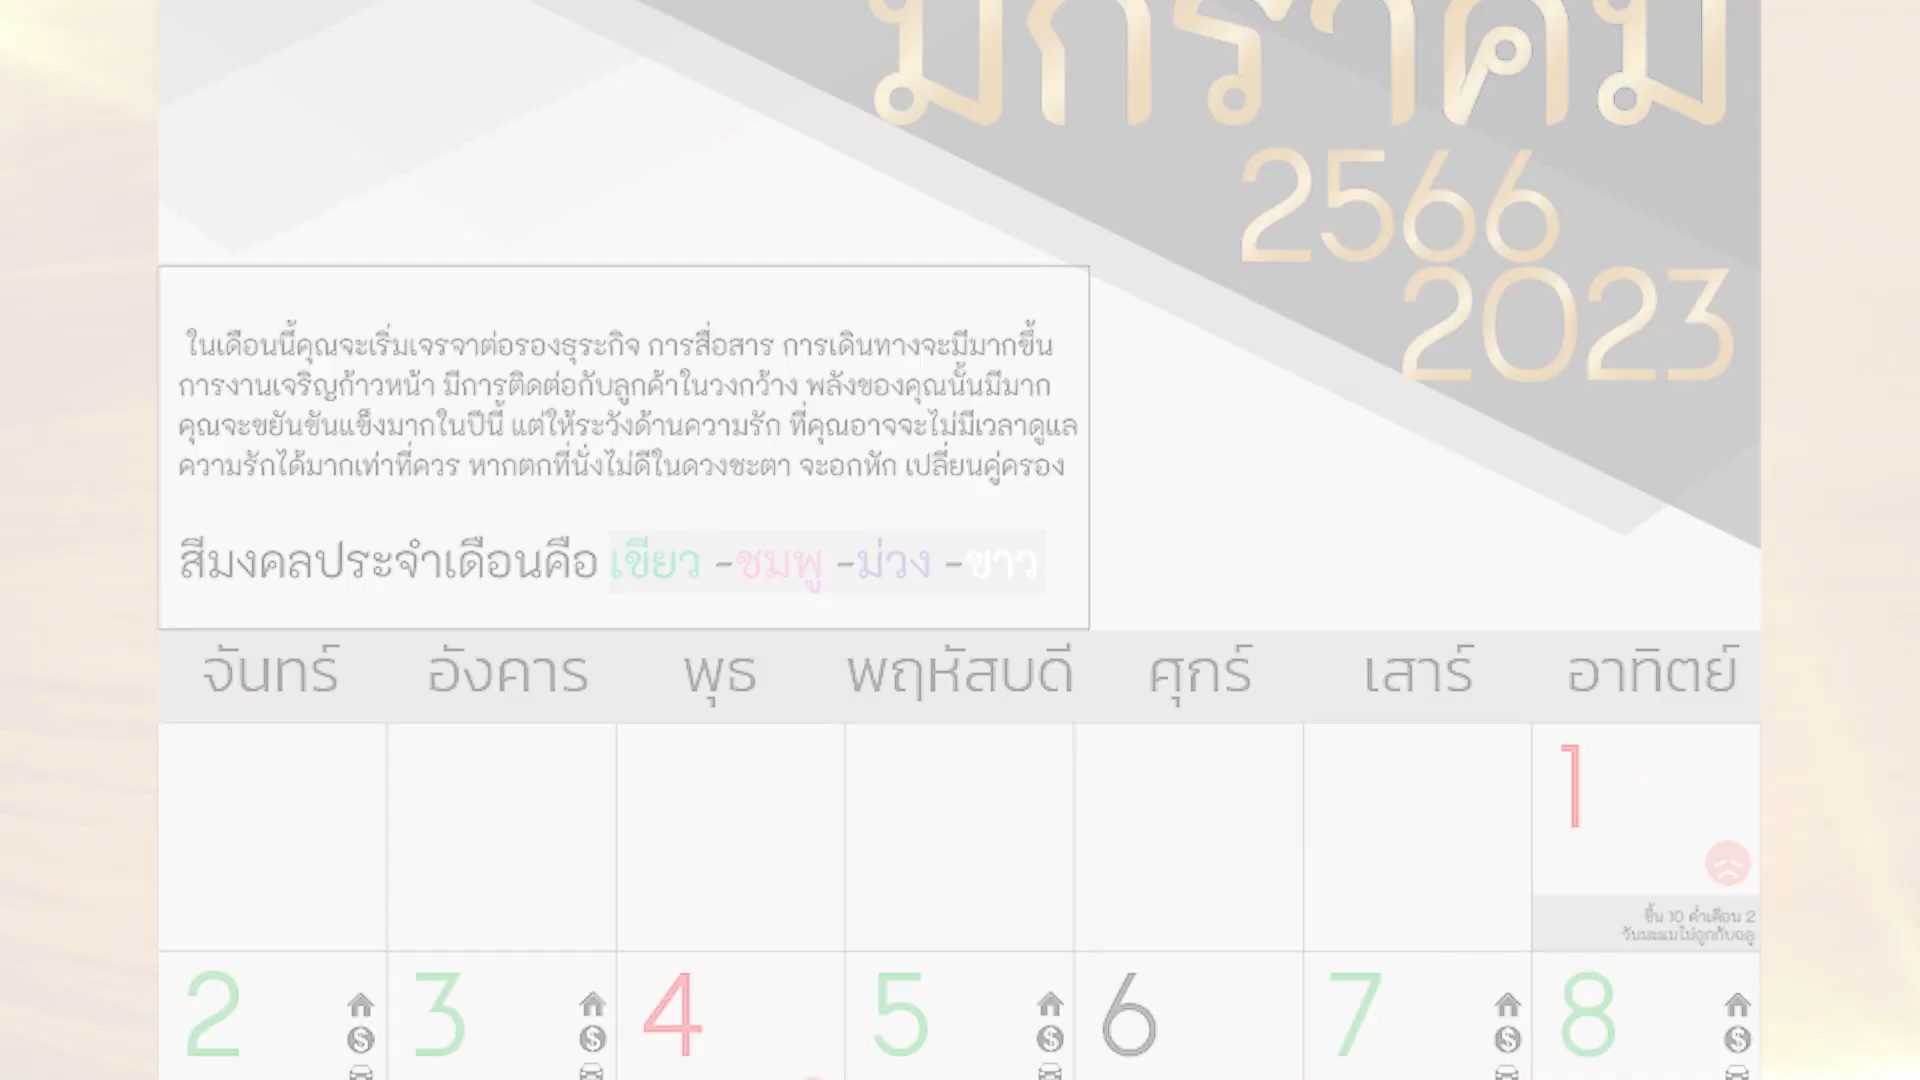 มกราคม
2566
2023
ในเดือนนี้คุณจะเริ่มเจรจาต่อรองธุระกิจ การสื่อสาร การเดินทางจะมีมากขึ้น
การงานเจริญก้าวหน้า มีการติดต่อกับลูกค้าในวงกว้าง พลังของคุณนั้นมีมาก
คุณจะขยันขันแข็งมากในปีนี้ แต่ให้ระวังด้านความรัก ที่คุณอาจจะไม่มีเวลาดูแล
ความรักได้มากเท่าที่ควร หากตกที่นั่งไม่ดีในดวงชะตา จะอกหัก เปลี่ยนคู่ครอง
สีมงคลประจำเดือนคือ เขียว -ชมพู -ม่วง -ขาว
จันทร์ อังคาร พุธ พฤหัสบดี ศุกร์ เสาร์ อาทิตย์
1
ขึ้น 10 ค่ำเดือน 2
วันมะแมไม่ถูกกับฉลู
2 3 4 5 6 7 8